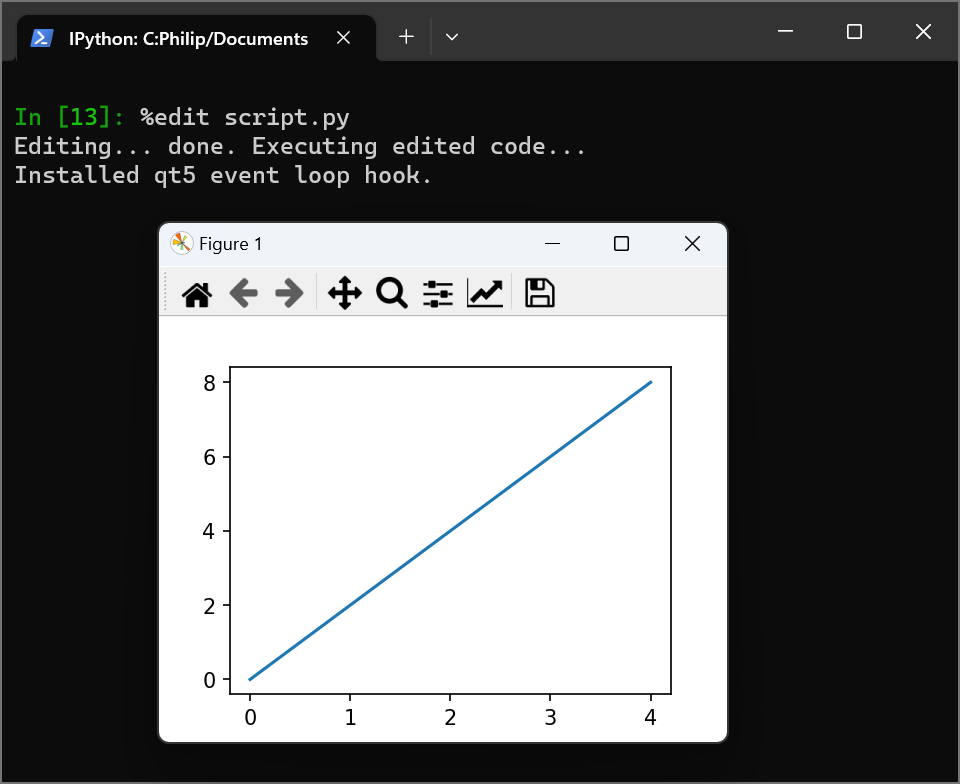 IPython: C:Philip/Documents
In [13]: %edit script.py
Editing... done. Executing edited code...
Installed qt5 event loop hook.
Figure 1
8
6
4
2
0
0 1 2 3 4